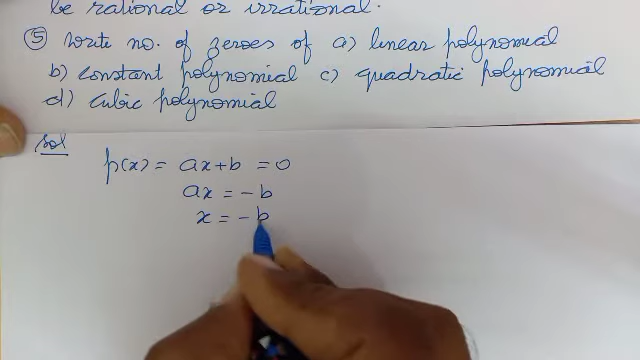 be rational or irrational.
⑤ Write no. of zeroes of a) linear polynomial
b) constant polynomial c) quadratic polynomial
d) cubic polynomial
Sol
p(x) = ax+b = 0
ax = -b
x = -b